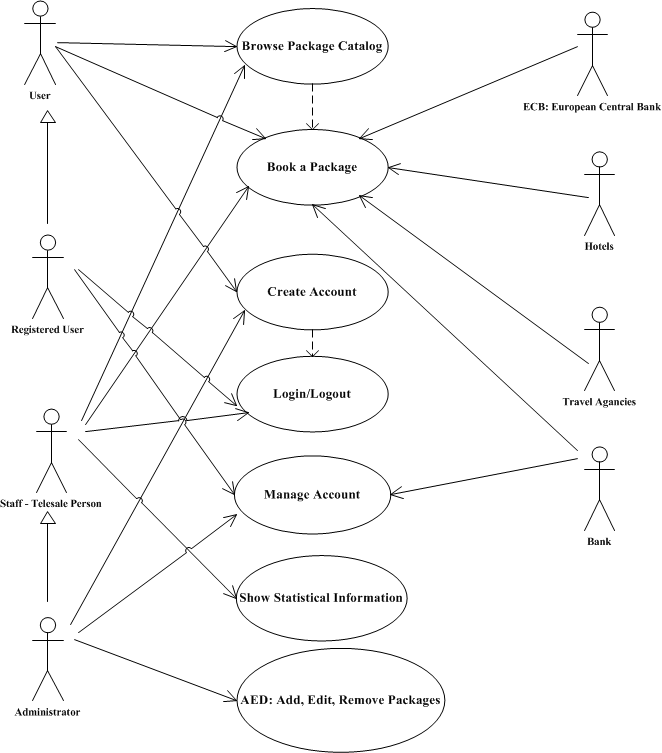 Browse Package Catalog
User
ECB: European Central Bank
Book a Package
Hotels
Create Account
Registered User
Login/Logout
Travel Agancies
Staff - Telesale Person
Manage Account
Bank
Show Statistical Information
AED: Add, Edit, Remove Packages
Administrator